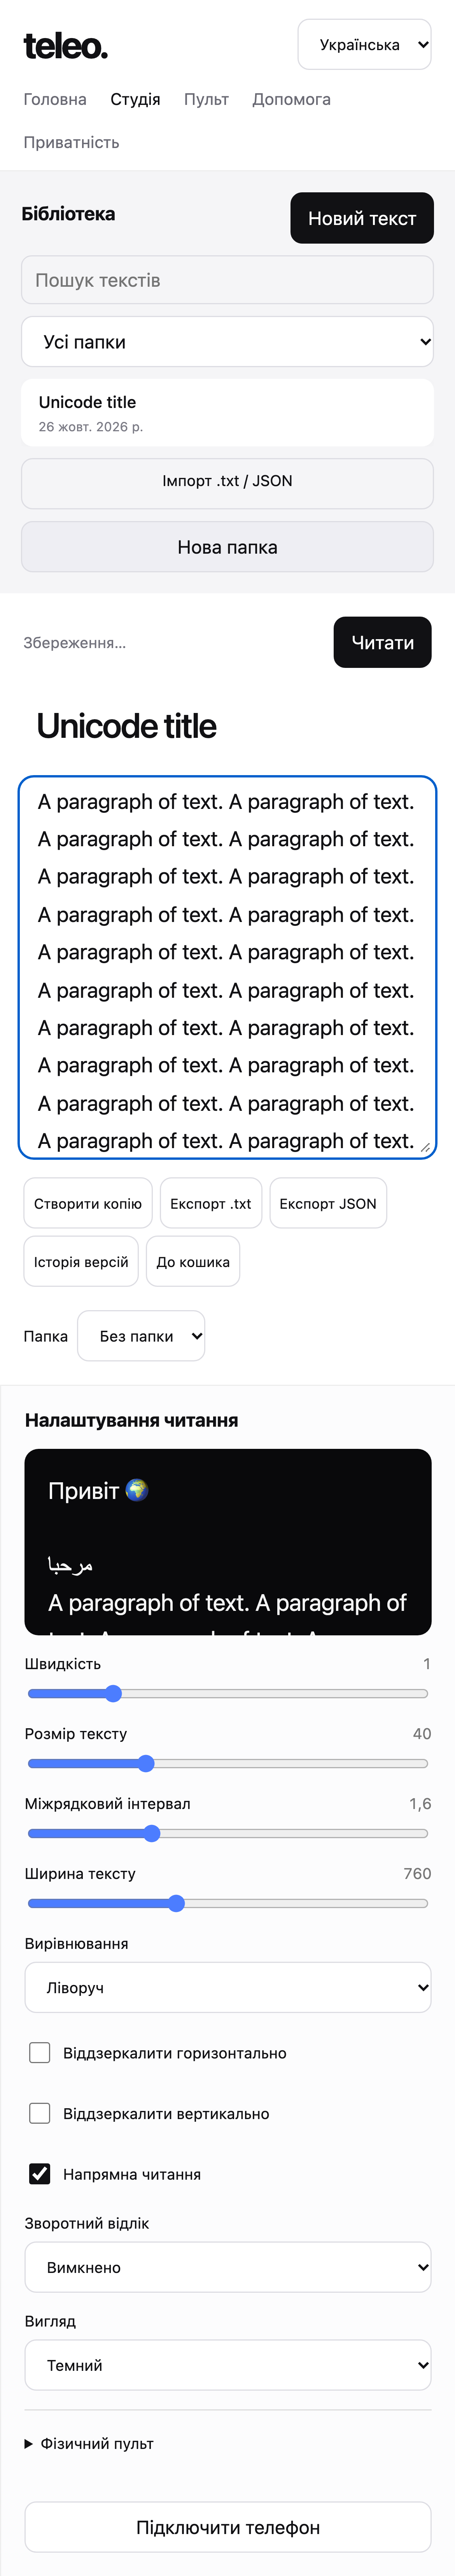 teleo.
Українська
Головна Студія Пульт Допомога
Приватність
Бібліотека
Новий текст
Пошук текстів
Усі папки
Unicode title
26 жовт. 2026 р.
Імпорт .txt / JSON
Нова папка
Збереження...
Читати
Unicode title
A paragraph of text. A paragraph of text.
A paragraph of text. A paragraph of text.
A paragraph of text. A paragraph of text.
A paragraph of text. A paragraph of text.
A paragraph of text. A paragraph of text.
A paragraph of text. A paragraph of text.
A paragraph of text. A paragraph of text.
A paragraph of text. A paragraph of text.
A paragraph of text. A paragraph of text.
A paragraph of text. A paragraph of text.
Створити копію Експорт .txt Експорт JSON
Історія версій До кошика
Папка Без папки
Налаштування читання
Привіт 🌍
مرحبا
A paragraph of text. A paragraph of
Швидкість 1
Розмір тексту 40
Міжрядковий інтервал 1,6
Ширина тексту 760
Вирівнювання
Ліворуч
Віддзеркалити горизонтально
Віддзеркалити вертикально
Напрямна читання
Зворотний відлік
Вимкнено
Вигляд
Темний
Фізичний пульт
Підключити телефон